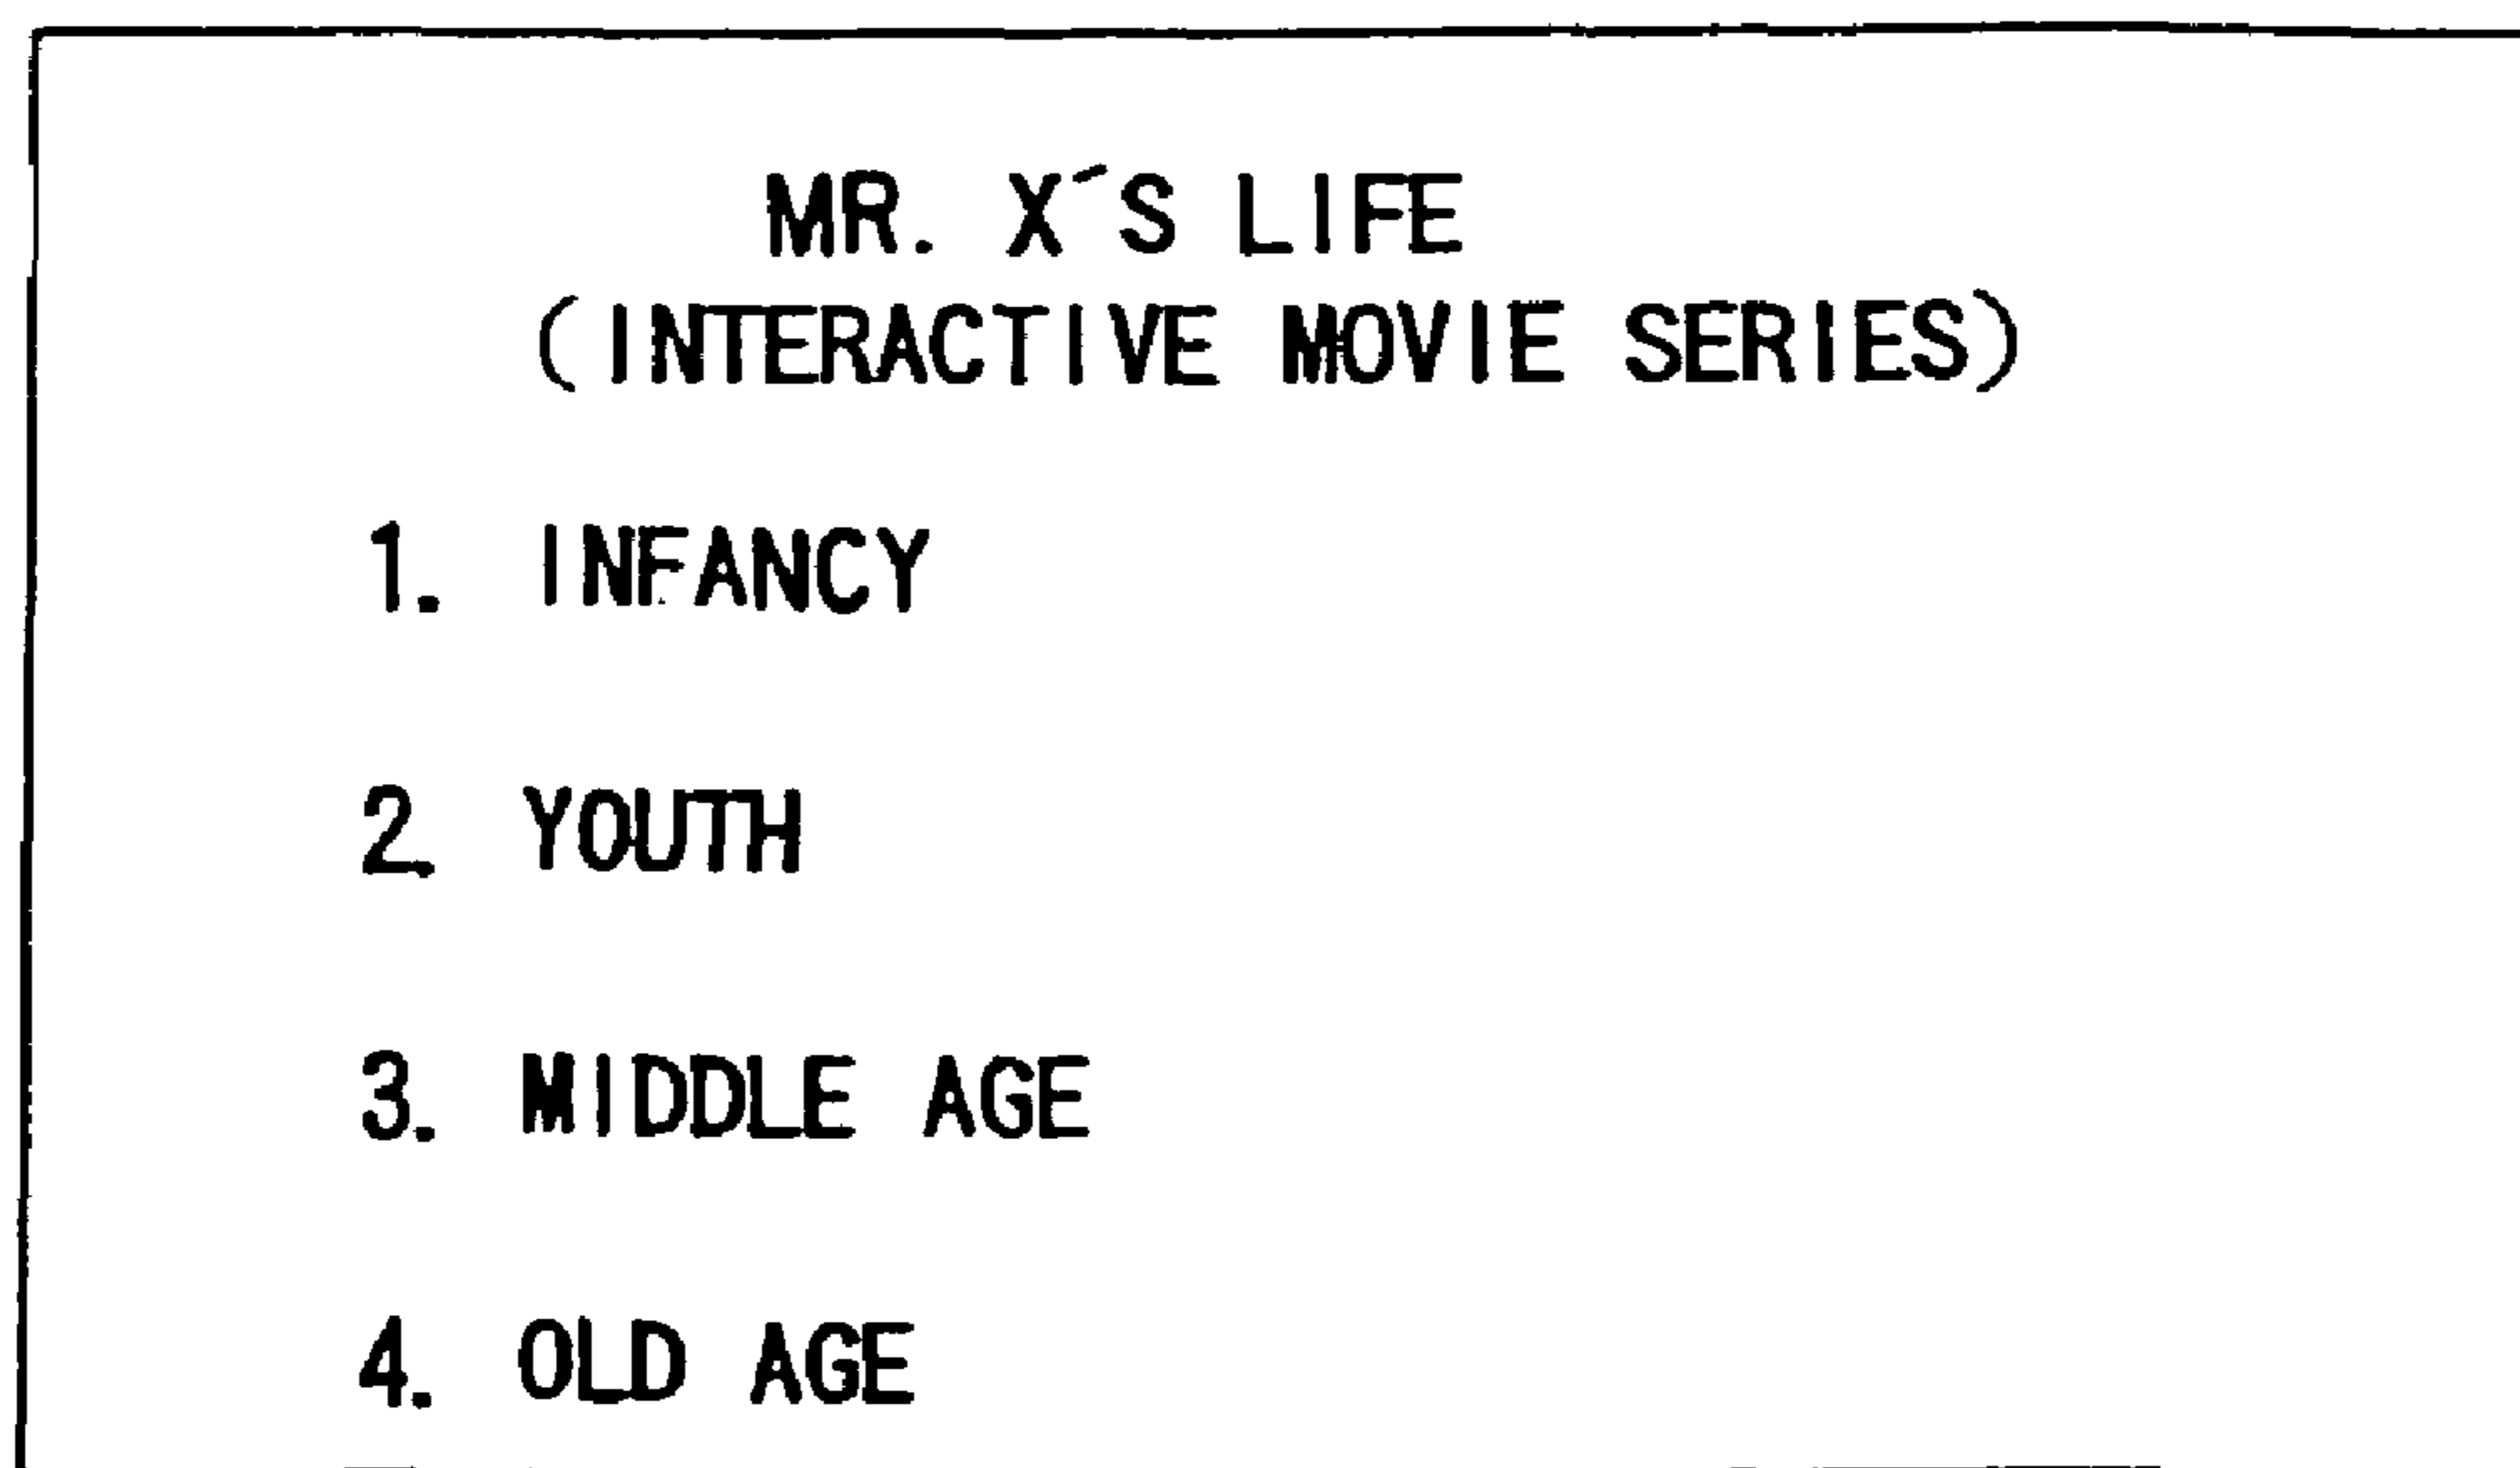 MR. X´S LIFE
(INTERACTIVE MOVIE SERIES)
1. INFANCY
2. YOUTH
3. MIDDLE AGE
4. OLD AGE